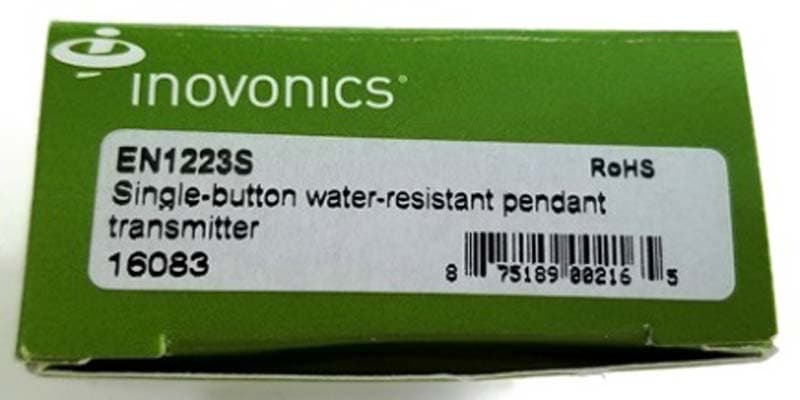 inovonics®
EN1223S RoHS
Single-button water-resistant pendant
transmitter
16083
8 75189 00216 5